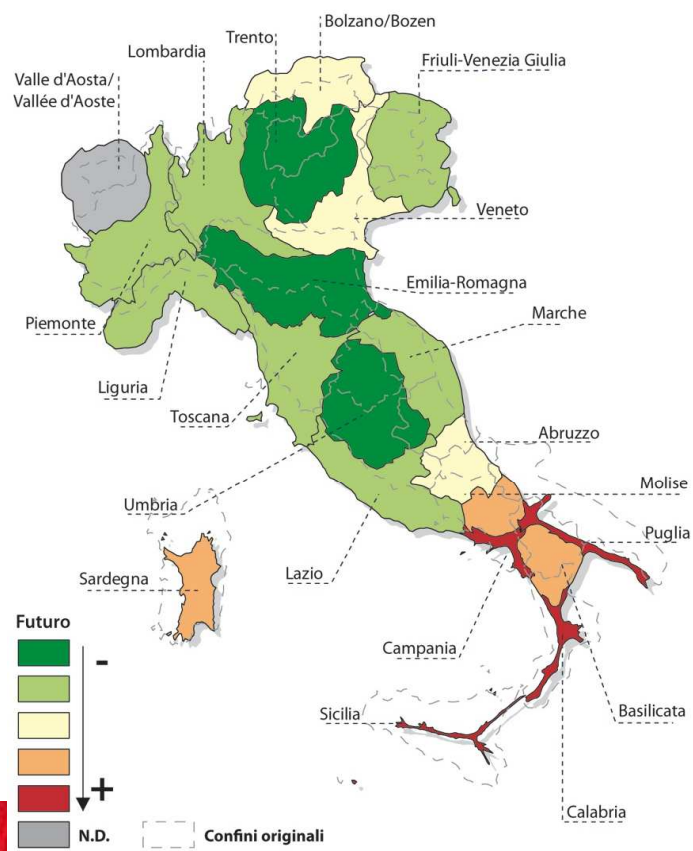 Bolzano/Bozen
Trento
Lombardia
Friuli-Venezia Giulia
Valle d'Aosta/
Vallée d'Aoste
Veneto
Emilia-Romagna
Marche
Piemonte
Liguria
Toscana
Abruzzo
Molise
Umbria
Puglia
Lazio
Sardegna
Futuro
-
Campania
Basilicata
Sicilia
+
Calabria
N.D.
Confini originali